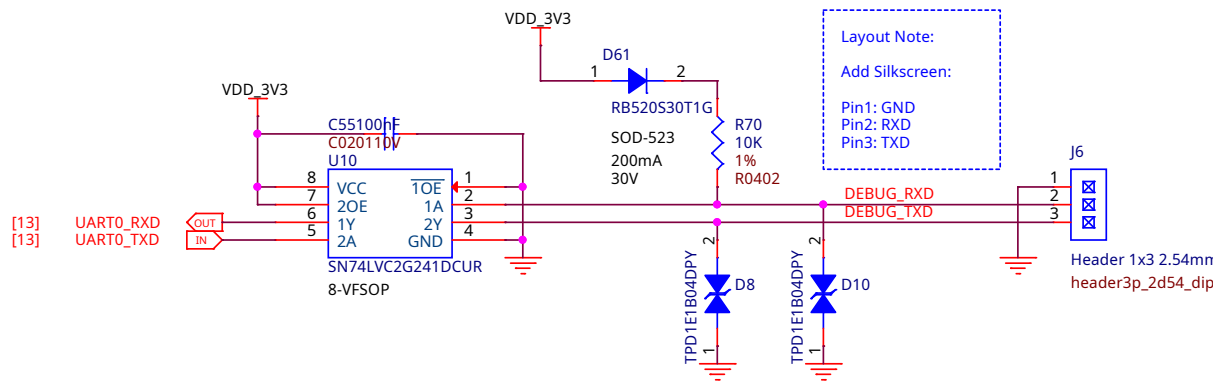 VDD_3V3
D61
1
2
RB520S30T1G
SOD-523
200mA
30V
R70
10K
1%
R0402
Layout Note:
Add Silkscreen:
Pin1: GND
Pin2: RXD
Pin3: TXD
VDD_3V3
C55100nF
C020110V
U10
8 VCC 1OE 1
7 2OE 1A 2
6 1Y 2Y 3
5 2A GND 4
SN74LVC2G241DCUR
8-VFSOP
[13] UART0_RXD OUT
[13] UART0_TXD IN
DEBUG_RXD
DEBUG_TXD
J6
1
2
3
Header 1x3 2.54mm
header3p_2d54_dip
2
D8
TPD1E1B04DPY
1
2
D10
TPD1E1B04DPY
1